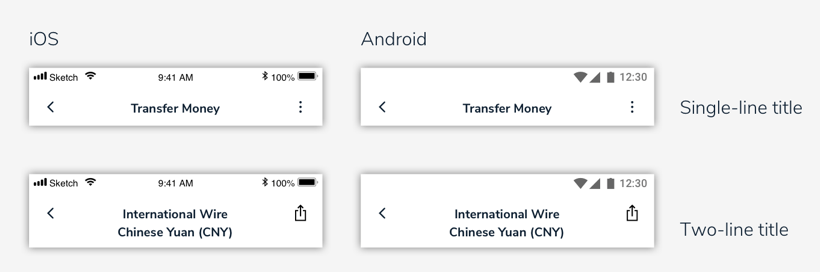 iOS
Android
Sketch 9:41 AM 100%
12:30
Transfer Money
Transfer Money
Single-line title
Sketch 9:41 AM 100%
12:30
International Wire
Chinese Yuan (CNY)
International Wire
Chinese Yuan (CNY)
Two-line title